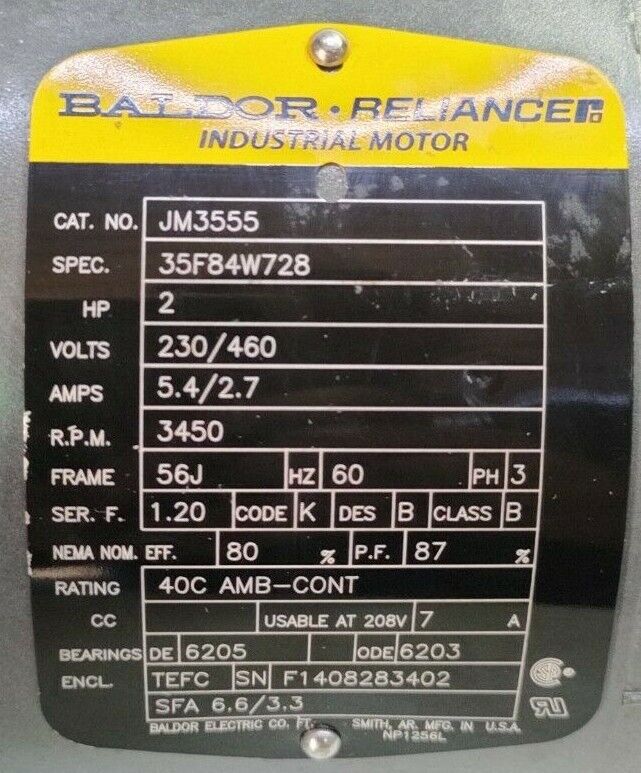 BALDOR • RELIANCE
INDUSTRIAL MOTOR
CAT. NO. JM3555
SPEC. 35F84W728
HP 2
VOLTS 230/460
AMPS 5.4/2.7
R.P.M. 3450
FRAME 56J HZ 60 PH 3
SER. F. 1.20 CODE K DES B CLASS B
NEMA NOM. EFF. 80 % P.F. 87 %
RATING 40C AMB-CONT
CC USABLE AT 208V 7 A
BEARINGS DE 6205 ODE 6203
ENCL. TEFC SN F1408283402
SFA 6.6/3.3
BALDOR ELECTRIC CO. FT. SMITH, AR. MFG. IN U.S.A.
NP1256L